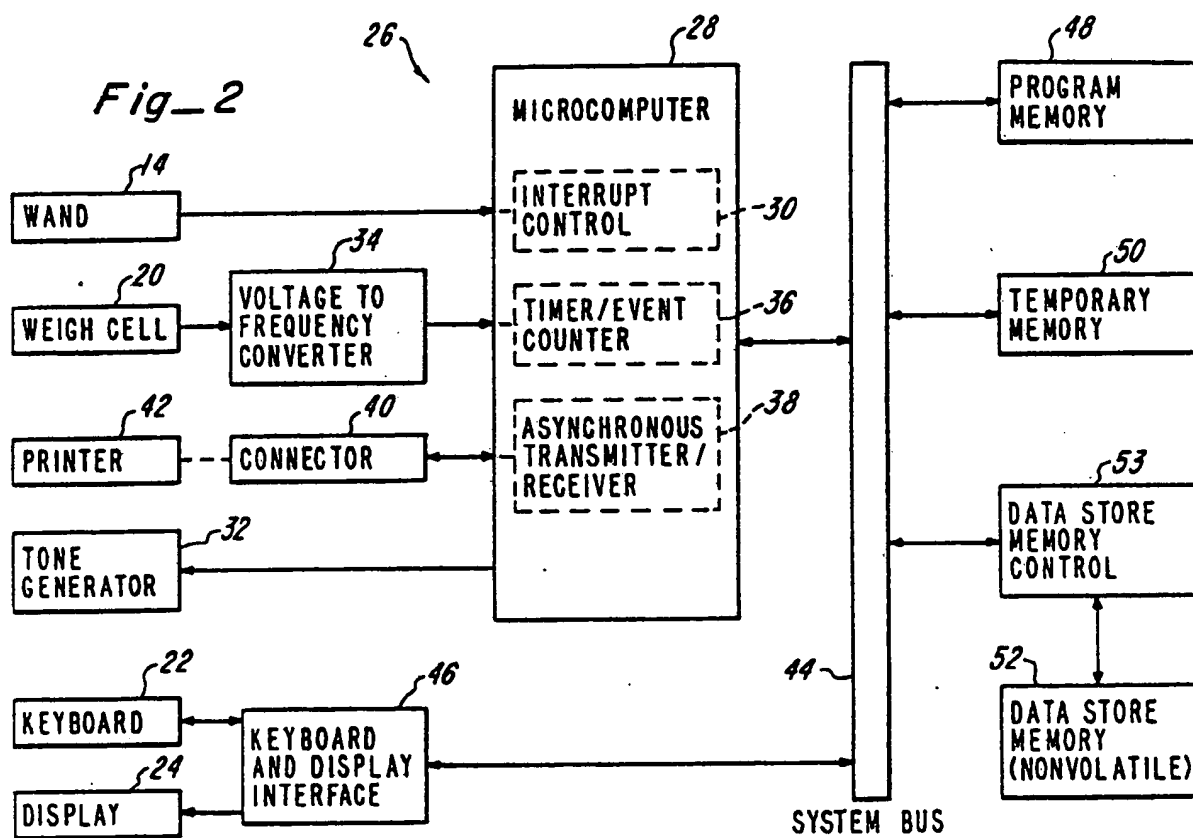 Fig_2
26
28
MICROCOMPUTER
48
PROGRAM
MEMORY
14
WAND
INTERRUPT
CONTROL
30
20
WEIGH CELL
34
VOLTAGE TO
FREQUENCY
CONVERTER
TIMER/EVENT
COUNTER
36
50
TEMPORARY
MEMORY
42
PRINTER
40
CONNECTOR
ASYNCHRONOUS
TRANSMITTER/
RECEIVER
38
53
DATA STORE
MEMORY
CONTROL
32
TONE
GENERATOR
22
KEYBOARD
46
KEYBOARD
AND DISPLAY
INTERFACE
24
DISPLAY
44
SYSTEM BUS
52
DATA STORE
MEMORY
(NONVOLATILE)